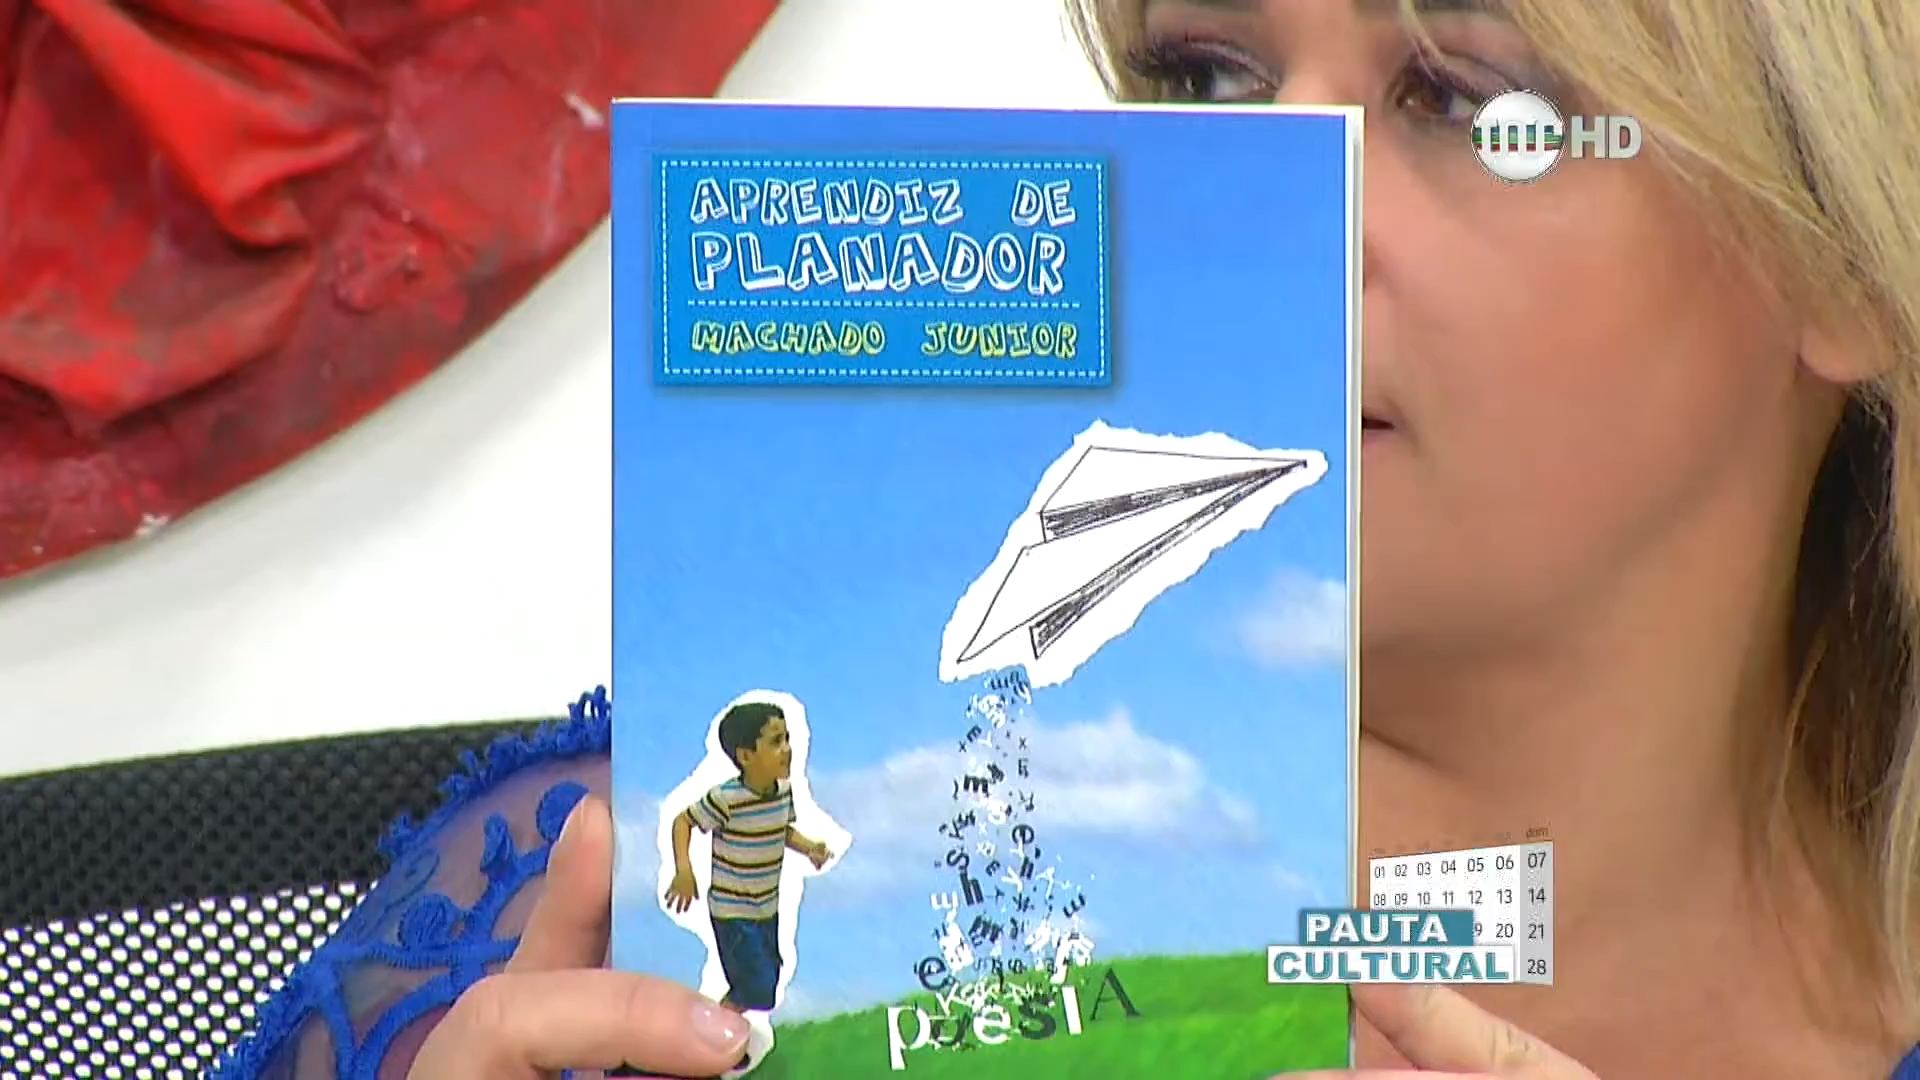 APRENDIZ DE
PLANADOR
MACHADO JUNIOR
HD
poesIA
dom
01 02 03 04 05 06 07
08 09 10 11 12 13 14
20 21
28
PAUTA
CULTURAL